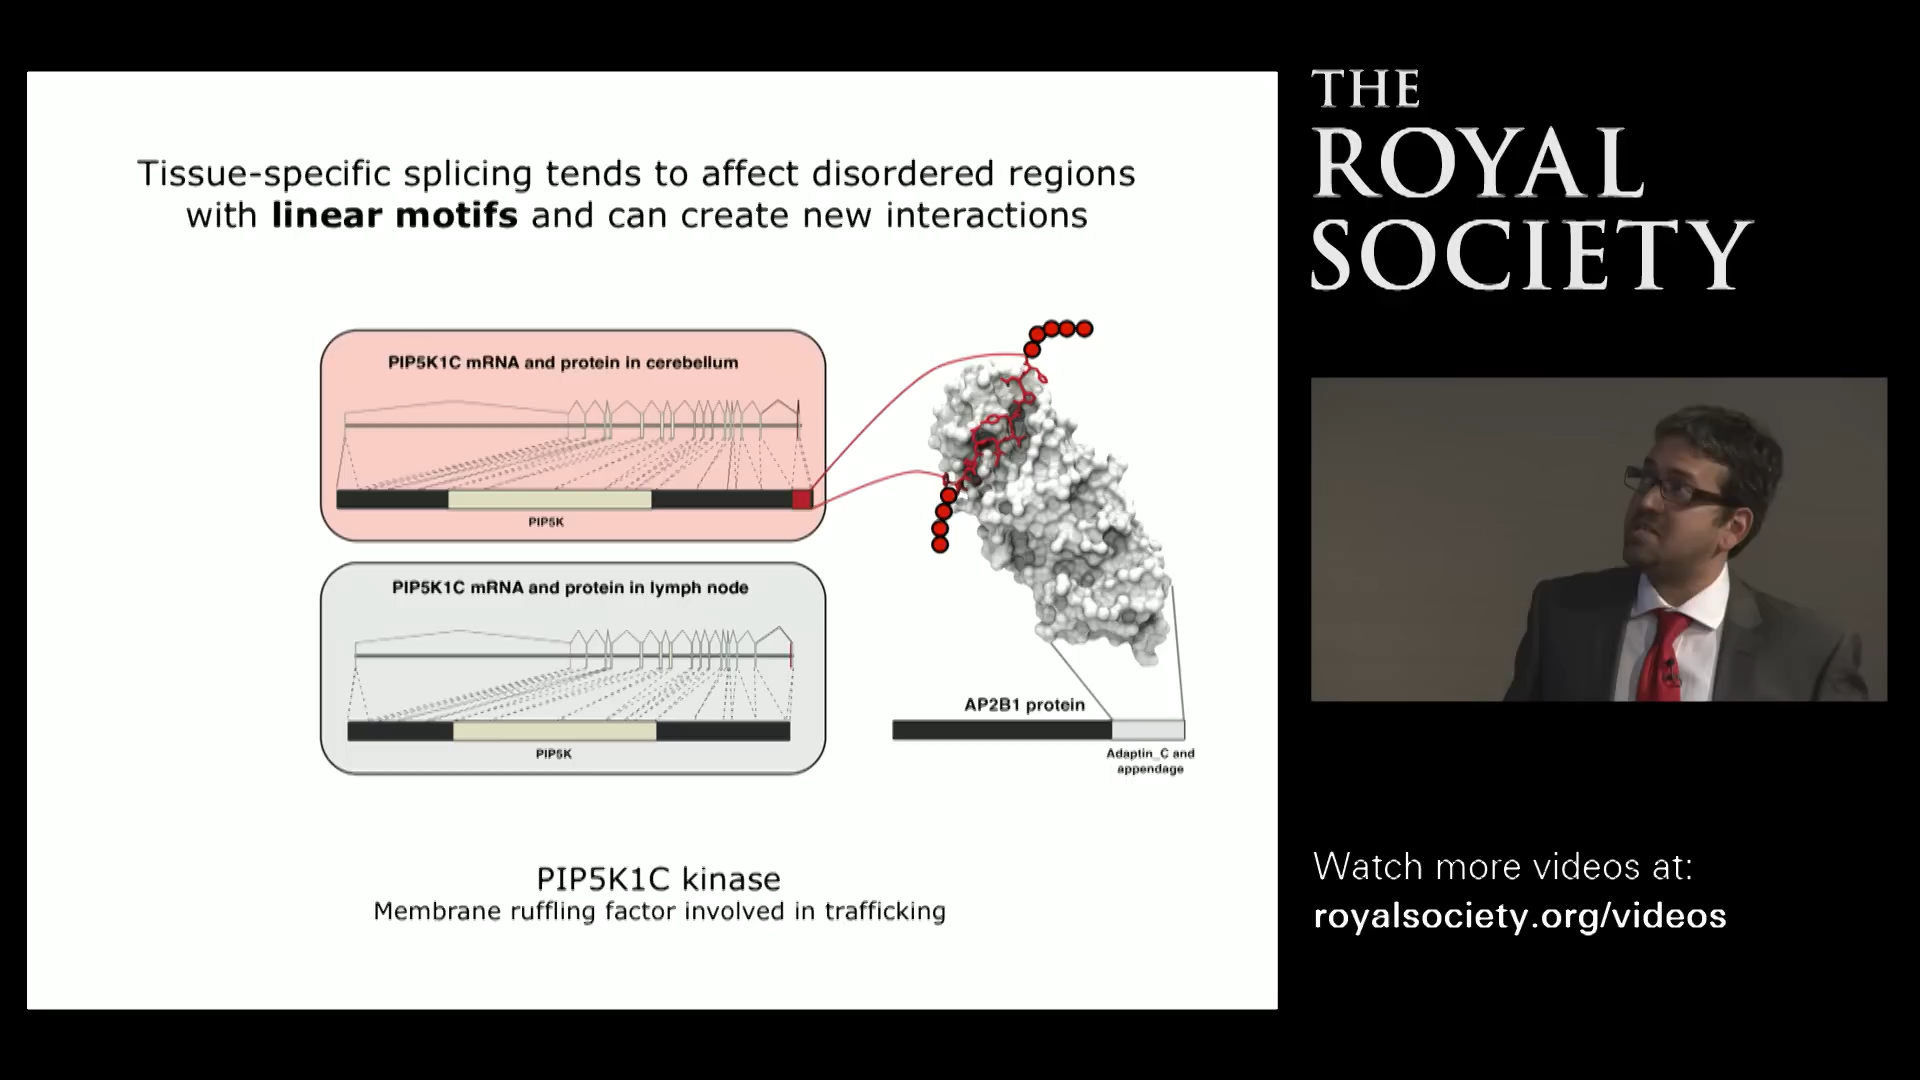 Tissue-specific splicing tends to affect disordered regions
with linear motifs and can create new interactions
PIP5K1C mRNA and protein in cerebellum
PIP5K
PIP5K1C mRNA and protein in lymph node
PIP5K
AP2B1 protein
Adaptin_C and
appendage
PIP5K1C kinase
Membrane ruffling factor involved in trafficking
THE
ROYAL
SOCIETY
Watch more videos at:
royalsociety.org/videos